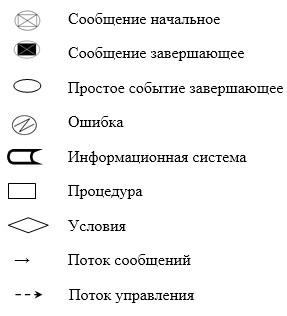 Сообщение начальное
Сообщение завершающее
Простое событие завершающее
Ошибка
Информационная система
Процедура
Условия
Поток сообщений
Поток управления